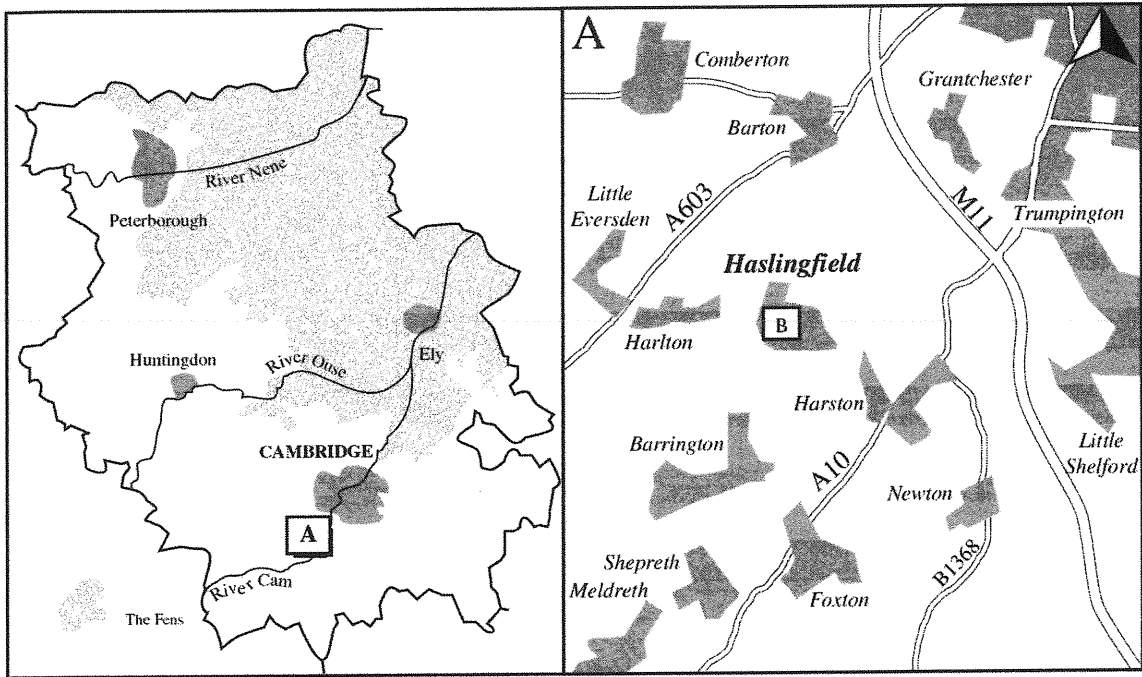 River Nene
Peterborough
Huntingdon
River Ouse
Ely
CAMBRIDGE
A
River Cam
The Fens
A
Comberton
Grantchester
Barton
Little
Eversden
A603
M11
Trumpington
Haslingfield
B
Harlton
Harston
Barrington
Little
Shelford
A10
Newton
Shepreth
Meldreth
B1368
Foxton